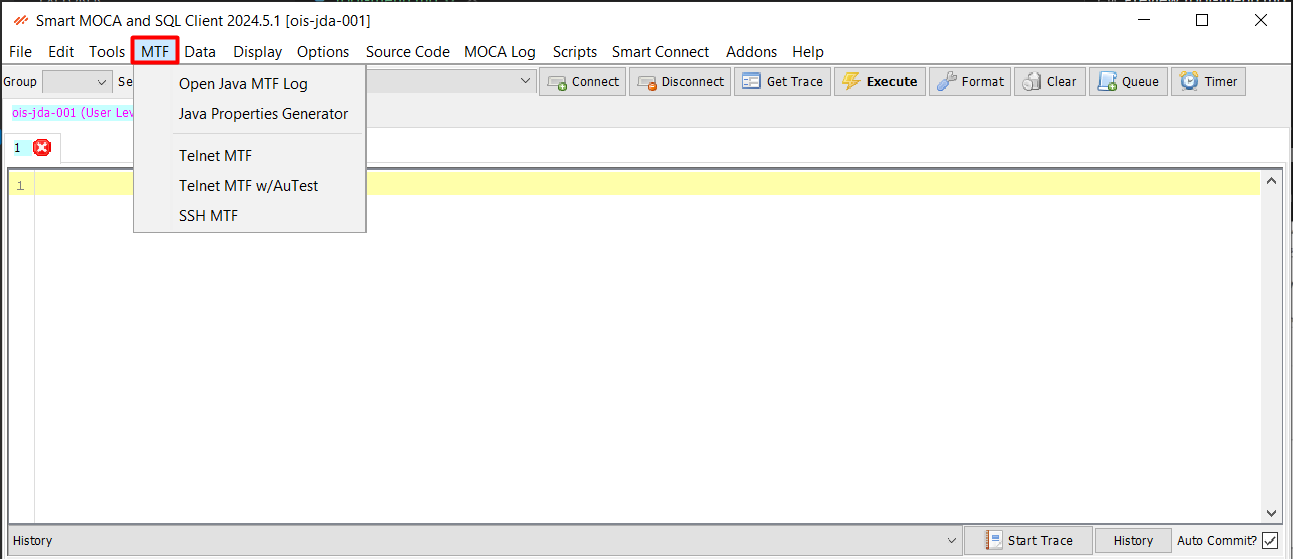 Smart MOCA and SQL Client 2024.5.1 [ois-jda-001]
File Edit Tools MTF Data Display Options Source Code MOCA Log Scripts Smart Connect Addons Help
Group Se Connect Disconnect Get Trace Execute Format Clear Queue Timer
Open Java MTF Log
ois-jda-001 (User Lev
Java Properties Generator
1
Telnet MTF
Telnet MTF w/AuTest
1
SSH MTF
History Start Trace History Auto Commit?